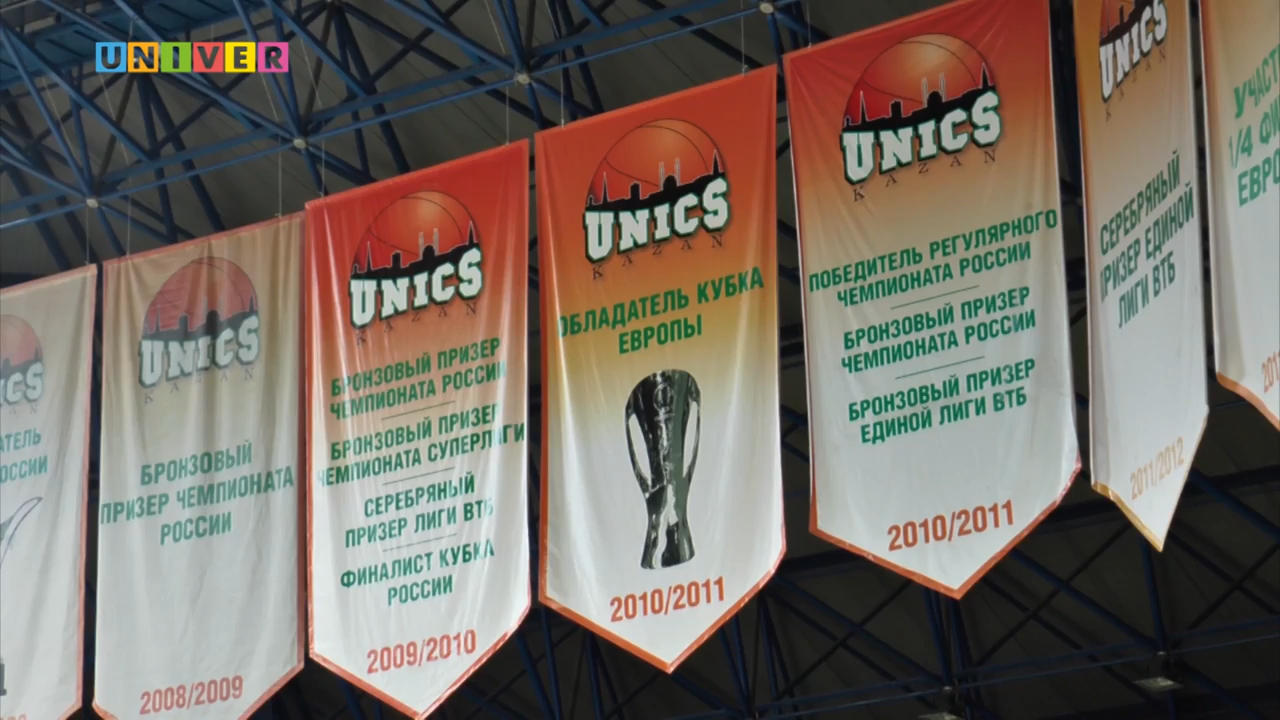 UNIVER
UNICS
KAZAN
БРОНЗОВЫЙ
ПРИЗЕР ЧЕМПИОНАТА
РОССИИ
2008/2009
UNICS
KAZAN
БРОНЗОВЫЙ ПРИЗЕР
ЧЕМПИОНАТА РОССИИ
БРОНЗОВЫЙ ПРИЗЕР
ЧЕМПИОНАТА СУПЕРЛИГИ
СЕРЕБРЯНЫЙ
ПРИЗЕР ЛИГИ ВТБ
ФИНАЛИСТ КУБКА
РОССИИ
2009/2010
UNICS
KAZAN
ОБЛАДАТЕЛЬ КУБКА
ЕВРОПЫ
2010/2011
UNICS
KAZAN
ПОБЕДИТЕЛЬ РЕГУЛЯРНОГО
ЧЕМПИОНАТА РОССИИ
БРОНЗОВЫЙ ПРИЗЕР
ЧЕМПИОНАТА РОССИИ
БРОНЗОВЫЙ ПРИЗЕР
ЕДИНОЙ ЛИГИ ВТБ
2010/2011
UNICS
KAZAN
СЕРЕБРЯНЫЙ
ПРИЗЕР ЕДИНОЙ
ЛИГИ ВТБ
2011/2012